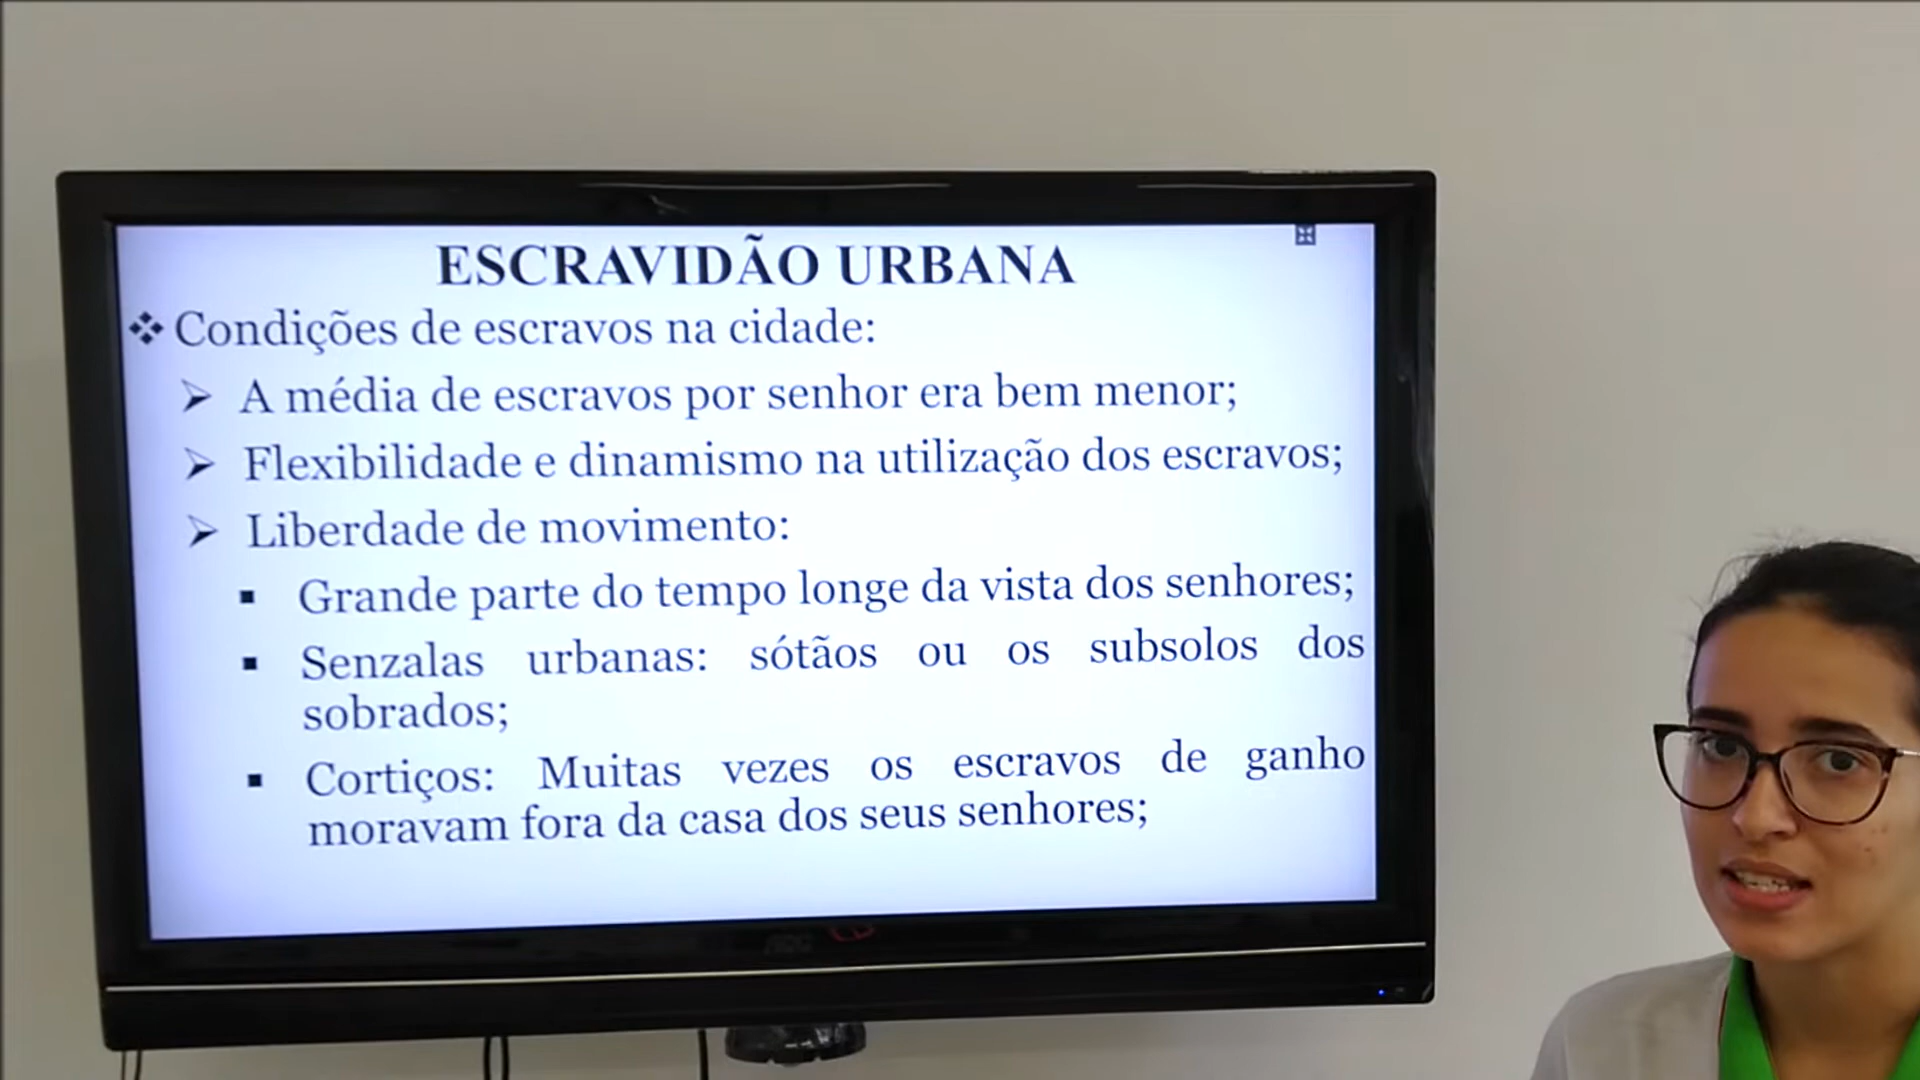 ESCRAVIDÃO URBANA
Condições de escravos na cidade:
A média de escravos por senhor era bem menor;
Flexibilidade e dinamismo na utilização dos escravos;
Liberdade de movimento:
Grande parte do tempo longe da vista dos senhores;
Senzalas urbanas: sótãos ou os subsolos dos
sobrados;
Cortiços: Muitas vezes os escravos de ganho
moravam fora da casa dos seus senhores;